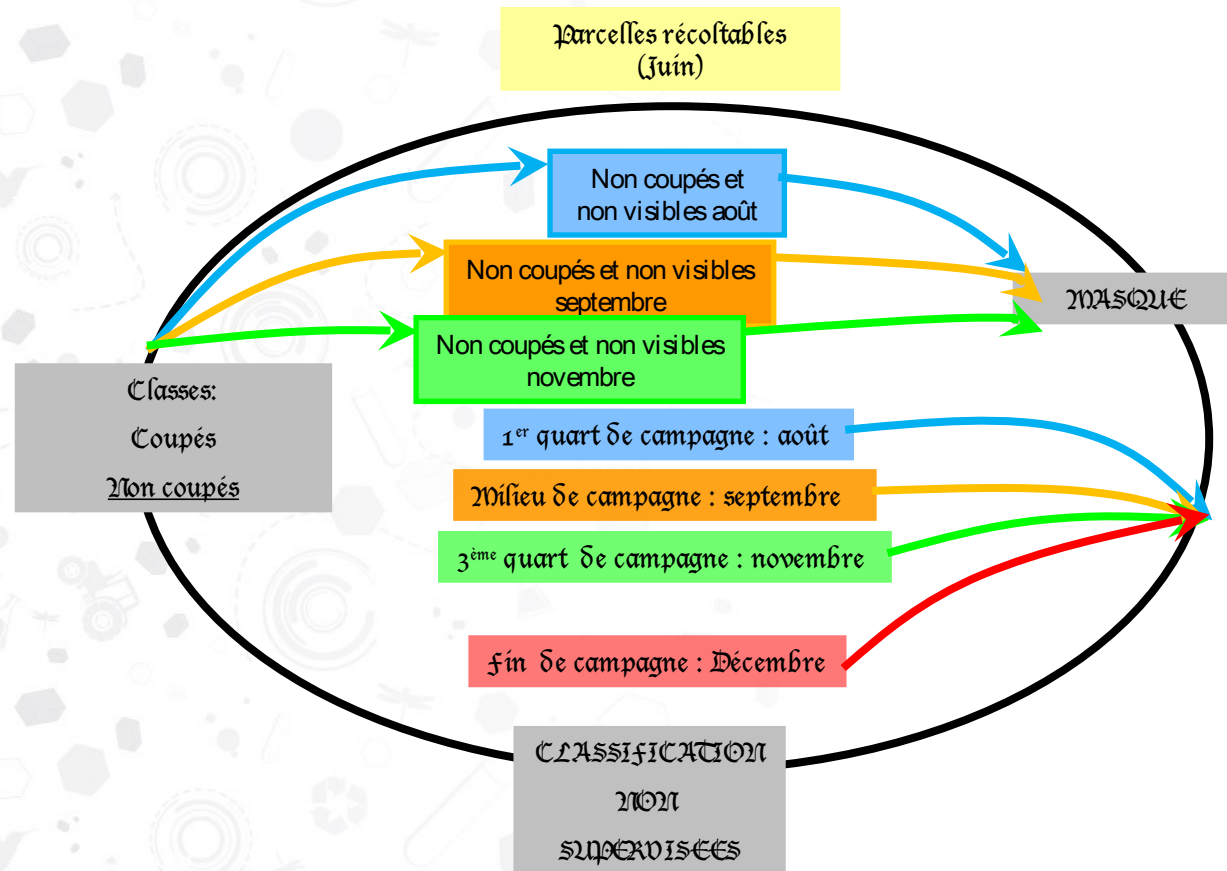 Parcelles récoltables
(Juin)
Non coupés et
non visibles août
Non coupés et non visibles
septembre
MASQUE
Non coupés et non visibles
novembre
Classes:
Coupés
Non coupés
1er quart de campagne : août
Milieu de campagne : septembre
3ème quart de campagne : novembre
Fin de campagne : Décembre
CLASSIFICATION
NON
SUPERVISEES